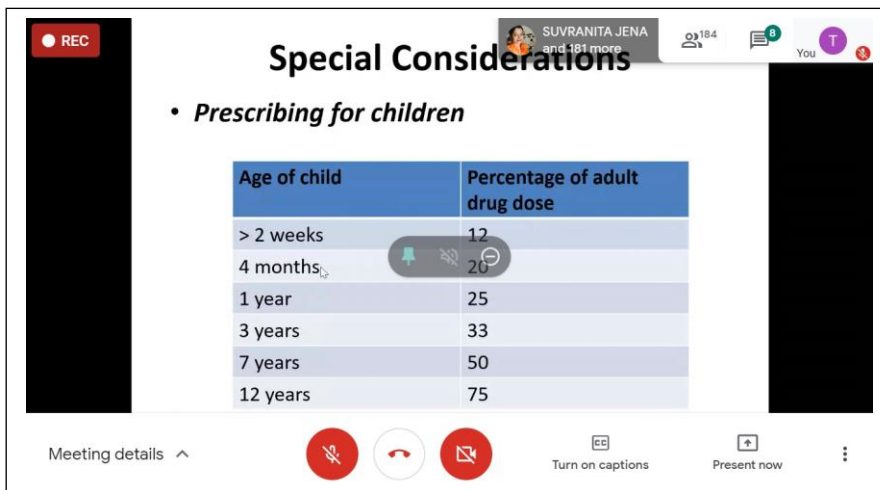 REC
SUVRANITA JENA
and 181 more
184
8
You
T
Special Considerations
• Prescribing for children
Age of child Percentage of adult
drug dose
> 2 weeks 12
4 months 20
1 year 25
3 years 33
7 years 50
12 years 75
Meeting details
CC
Turn on captions
Present now